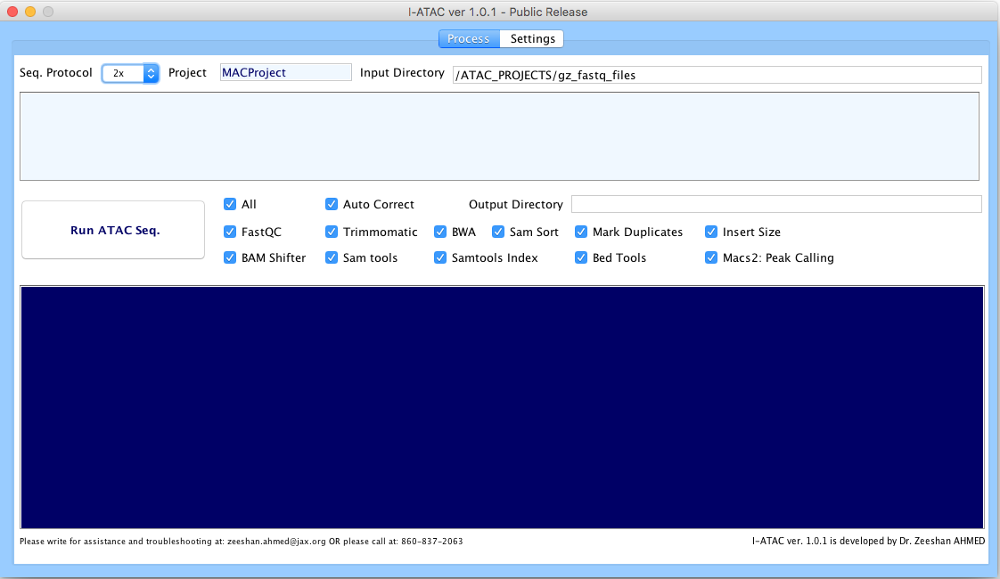 I-ATAC ver 1.0.1 - Public Release
Process Settings
Seq. Protocol 2x Project MACProject Input Directory /ATAC_PROJECTS/gz_fastq_files
All Auto Correct Output Directory
Run ATAC Seq.
FastQC Trimmomatic BWA Sam Sort Mark Duplicates Insert Size
BAM Shifter Sam tools Samtools Index Bed Tools Macs2: Peak Calling
Please write for assistance and troubleshooting at: zeeshan.ahmed@jax.org OR please call at: 860-837-2063 I-ATAC ver. 1.0.1 is developed by Dr. Zeeshan AHMED